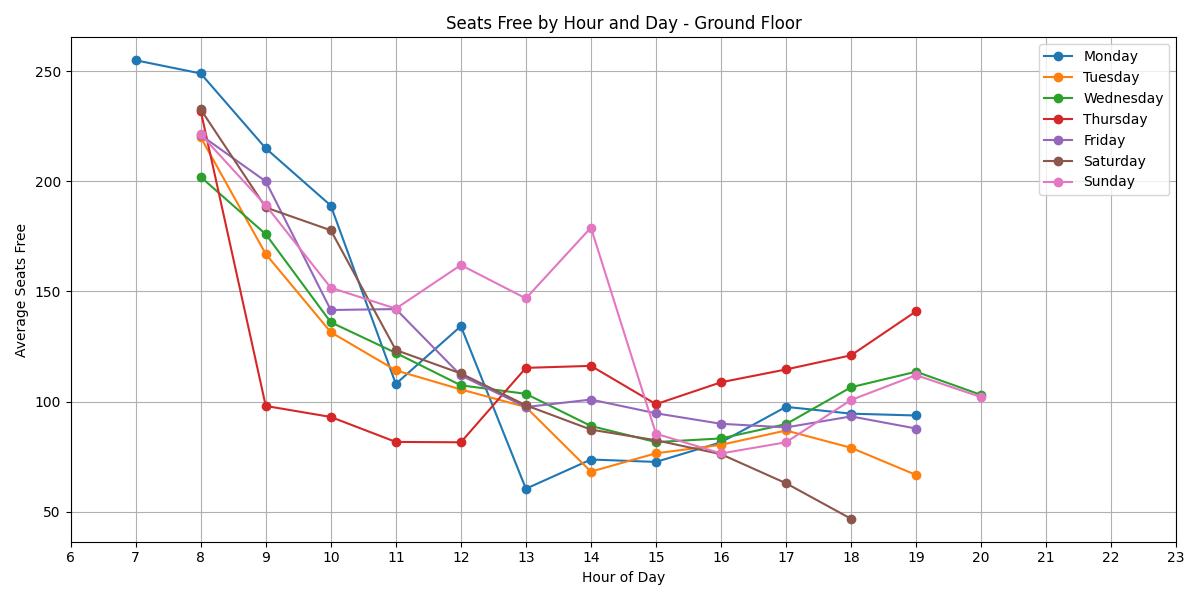 Seats Free by Hour and Day - Ground Floor
Average Seats Free
250
200
150
100
50
Monday
Tuesday
Wednesday
Thursday
Friday
Saturday
Sunday
6 7 8 9 10 11 12 13 14 15 16 17 18 19 20 21 22 23
Hour of Day